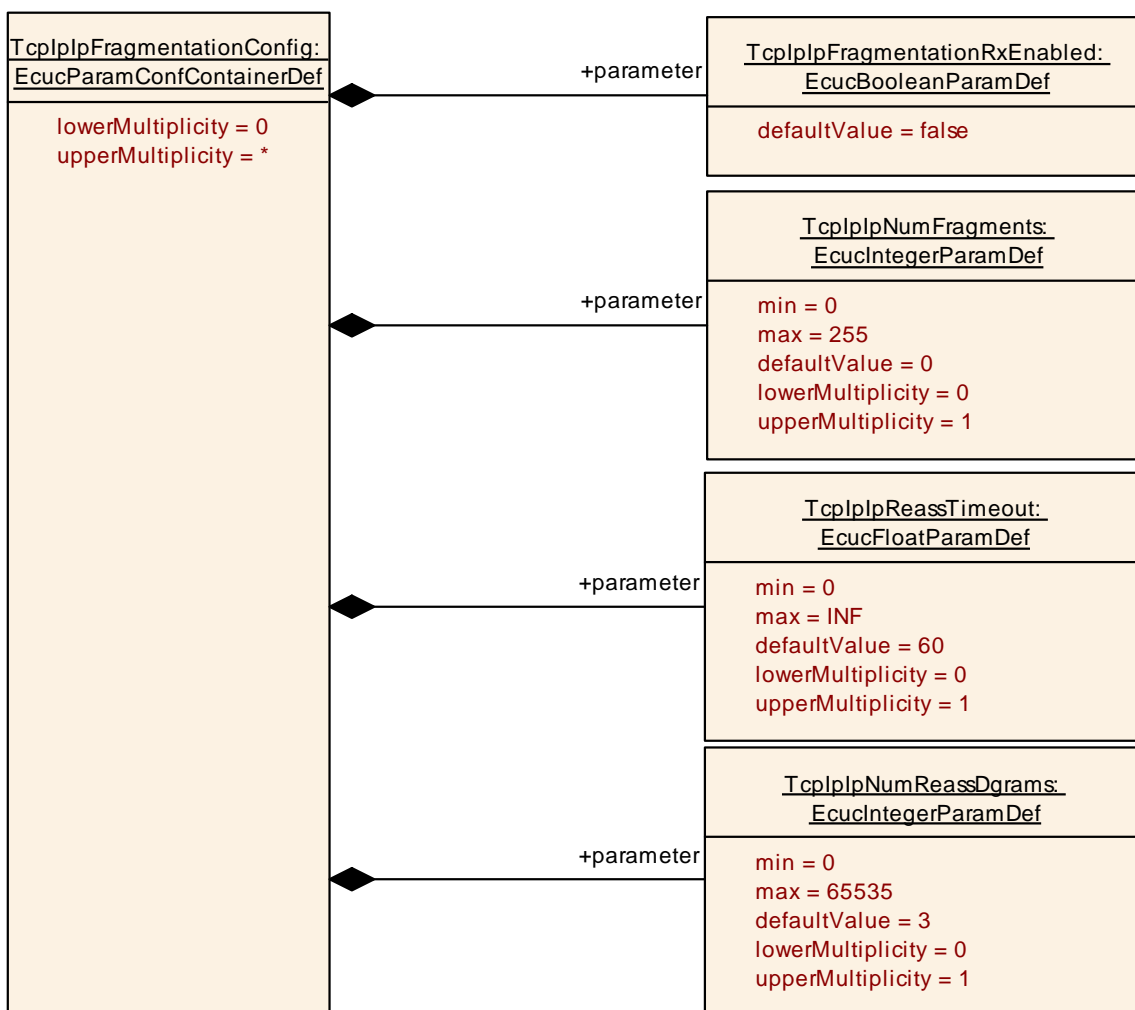 TcpIpIpFragmentationConfig:
EcucParamConfContainerDef
lowerMultiplicity = 0
upperMultiplicity = *
+parameter
TcpIpIpFragmentationRxEnabled:
EcucBooleanParamDef
defaultValue = false
+parameter
TcpIpIpNumFragments:
EcucIntegerParamDef
min = 0
max = 255
defaultValue = 0
lowerMultiplicity = 0
upperMultiplicity = 1
+parameter
TcpIpIpReassTimeout:
EcucFloatParamDef
min = 0
max = INF
defaultValue = 60
lowerMultiplicity = 0
upperMultiplicity = 1
+parameter
TcpIpIpNumReassDgrams:
EcucIntegerParamDef
min = 0
max = 65535
defaultValue = 3
lowerMultiplicity = 0
upperMultiplicity = 1